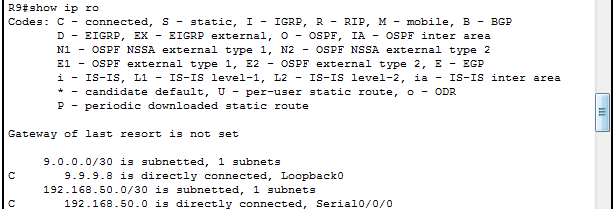 R9#show ip ro
Codes: C - connected, S - static, I - IGRP, R - RIP, M - mobile, B - BGP
D - EIGRP, EX - EIGRP external, O - OSPF, IA - OSPF inter area
N1 - OSPF NSSA external type 1, N2 - OSPF NSSA external type 2
E1 - OSPF external type 1, E2 - OSPF external type 2, E - EGP
i - IS-IS, L1 - IS-IS level-1, L2 - IS-IS level-2, ia - IS-IS inter area
* - candidate default, U - per-user static route, o - ODR
P - periodic downloaded static route
Gateway of last resort is not set
9.0.0.0/30 is subnetted, 1 subnets
C 9.9.9.8 is directly connected, Loopback0
192.168.50.0/30 is subnetted, 1 subnets
C 192.168.50.0 is directly connected, Serial0/0/0